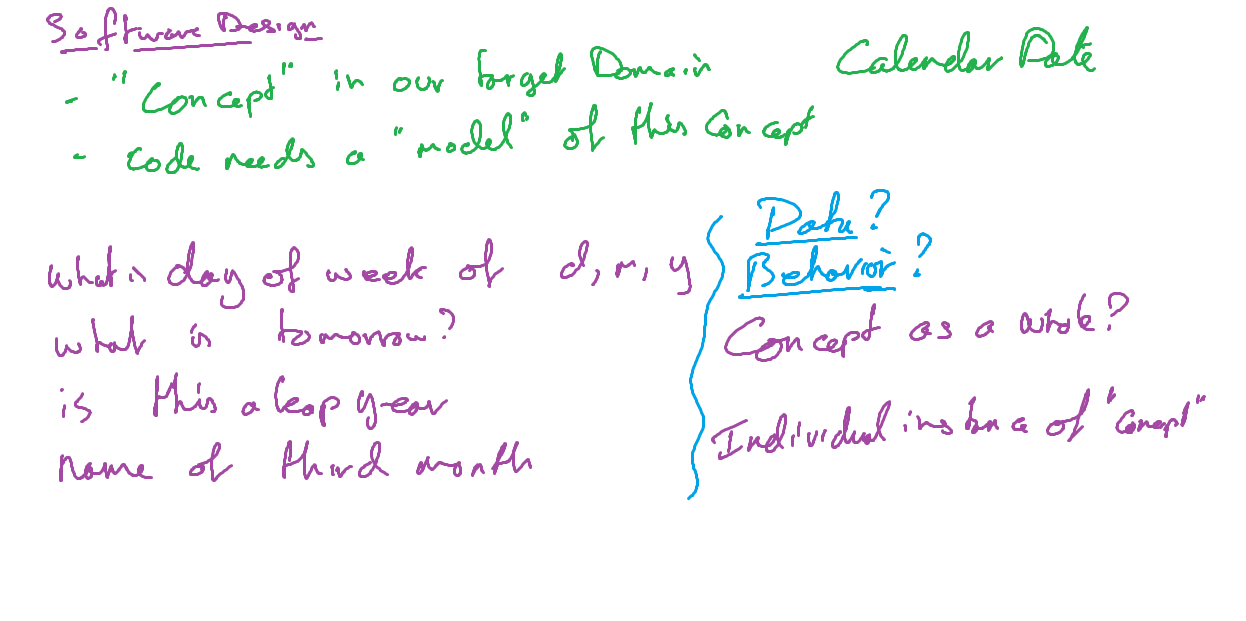 Software Design
- "Concept" in our target Domain
Calendar Date
- code needs a "model" of this Concept
what is day of week of d, m, y
what is tomorrow?
is this a leap year
name of third month
Data?
Behavior?
Concept as a whole?
Individual instance of "concept"